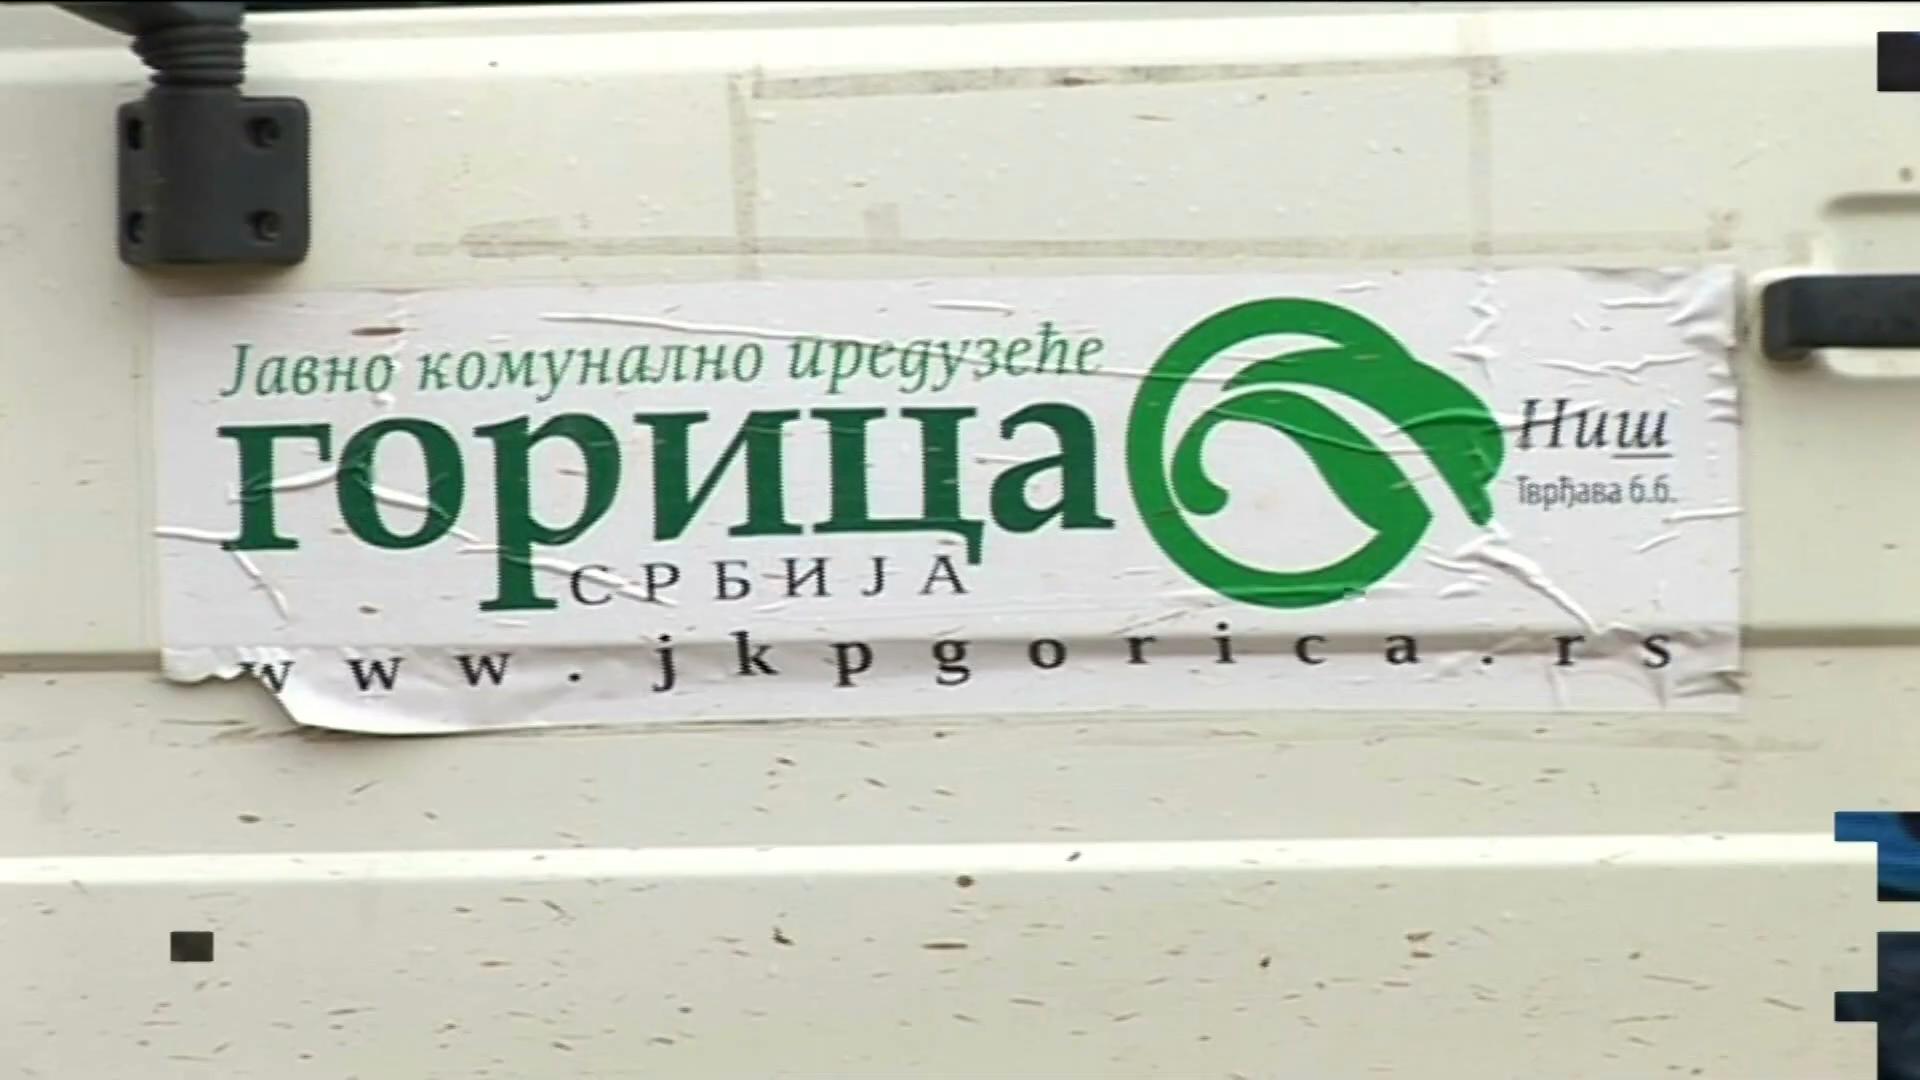 Јавно комунално предузеће
горица
СРБИЈА
Ниш
Тврђава б.б.
www.jkpgorica.rs